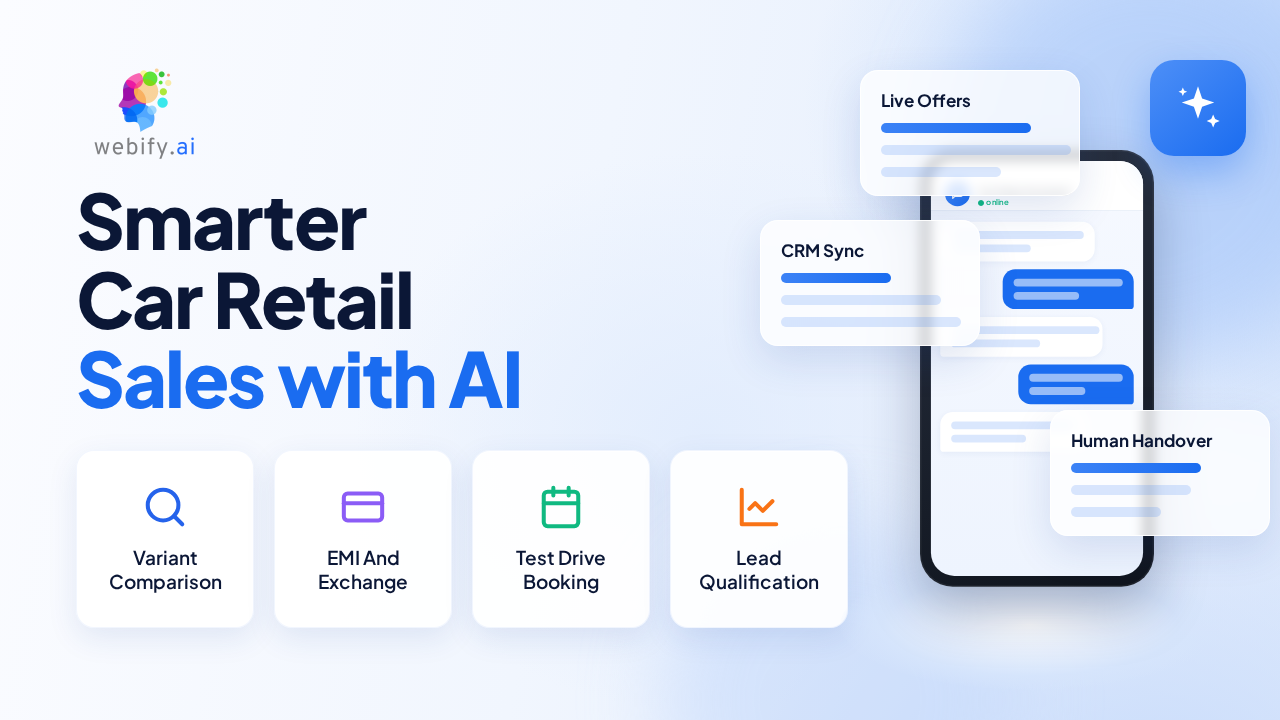 webify.ai
Smarter
Car Retail
Sales with AI
Variant
Comparison
EMI And
Exchange
Test Drive
Booking
Lead
Qualification
Live Offers
online
CRM Sync
Human Handover